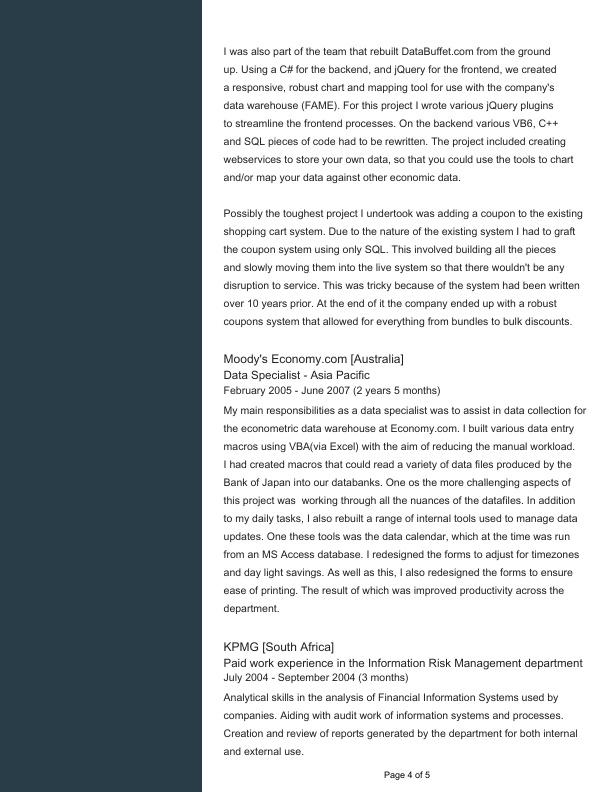 I was also part of the team that rebuilt DataBuffet.com from the ground
up. Using a C# for the backend, and jQuery for the frontend, we created
a responsive, robust chart and mapping tool for use with the company's
data warehouse (FAME). For this project I wrote various jQuery plugins
to streamline the frontend processes. On the backend various VB6, C++
and SQL pieces of code had to be rewritten. The project included creating
webservices to store your own data, so that you could use the tools to chart
and/or map your data against other economic data.
Possibly the toughest project I undertook was adding a coupon to the existing
shopping cart system. Due to the nature of the existing system I had to graft
the coupon system using only SQL. This involved building all the pieces
and slowly moving them into the live system so that there wouldn't be any
disruption to service. This was tricky because of the system had been written
over 10 years prior. At the end of it the company ended up with a robust
coupons system that allowed for everything from bundles to bulk discounts.
Moody's Economy.com [Australia]
Data Specialist - Asia Pacific
February 2005 - June 2007 (2 years 5 months)
My main responsibilities as a data specialist was to assist in data collection for
the econometric data warehouse at Economy.com. I built various data entry
macros using VBA(via Excel) with the aim of reducing the manual workload.
I had created macros that could read a variety of data files produced by the
Bank of Japan into our databanks. One os the more challenging aspects of
this project was  working through all the nuances of the datafiles. In addition
to my daily tasks, I also rebuilt a range of internal tools used to manage data
updates. One these tools was the data calendar, which at the time was run
from an MS Access database. I redesigned the forms to adjust for timezones
and day light savings. As well as this, I also redesigned the forms to ensure
ease of printing. The result of which was improved productivity across the
department.
KPMG [South Africa]
Paid work experience in the Information Risk Management department
July 2004 - September 2004 (3 months)
Analytical skills in the analysis of Financial Information Systems used by
companies. Aiding with audit work of information systems and processes.
Creation and review of reports generated by the department for both internal
and external use.
Page 4 of 5